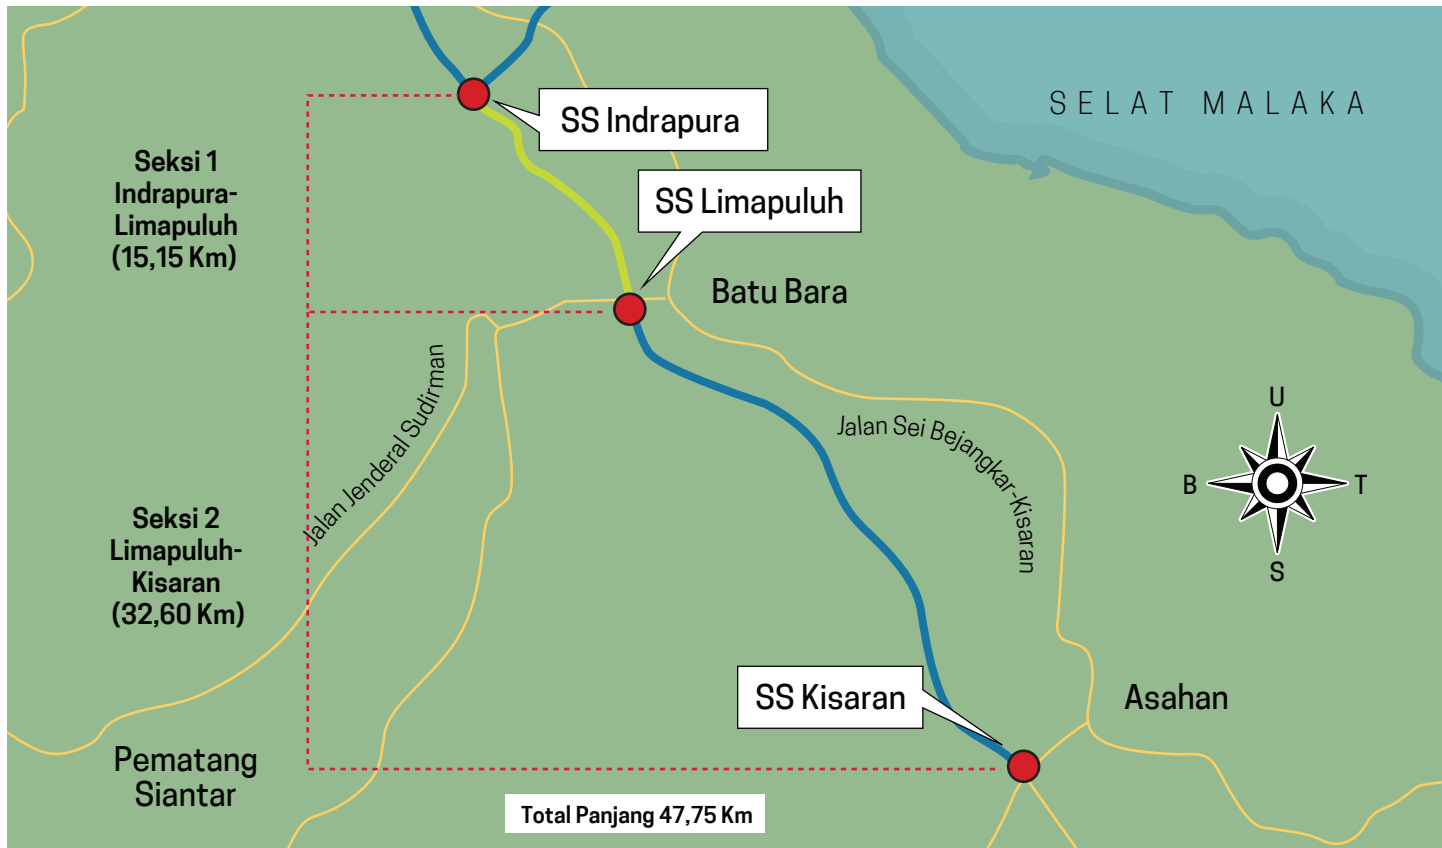 SELAT MALAKA
SS Indrapura
Seksi 1
Indrapura-
Limapuluh
(15,15 Km)
SS Limapuluh
Batu Bara
Jalan Jenderal Sudirman
Jalan Sei Bejangkar-Kisaran
U
B
T
S
Seksi 2
Limapuluh-
Kisaran
(32,60 Km)
SS Kisaran
Asahan
Pematang
Siantar
Total Panjang 47,75 Km